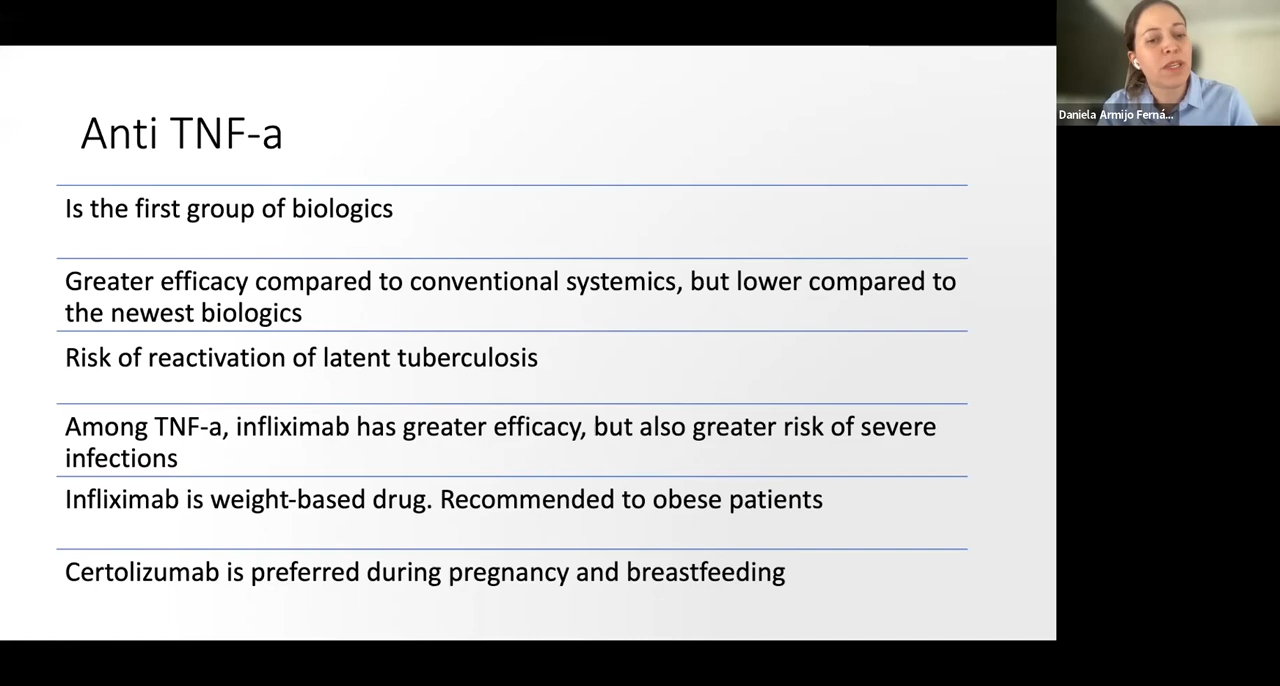 Anti TNF-a
Is the first group of biologics
Greater efficacy compared to conventional systemics, but lower compared to
the newest biologics
Risk of reactivation of latent tuberculosis
Among TNF-a, infliximab has greater efficacy, but also greater risk of severe
infections
Infliximab is weight-based drug. Recommended to obese patients
Certolizumab is preferred during pregnancy and breastfeeding
Daniela Armijo Ferná...